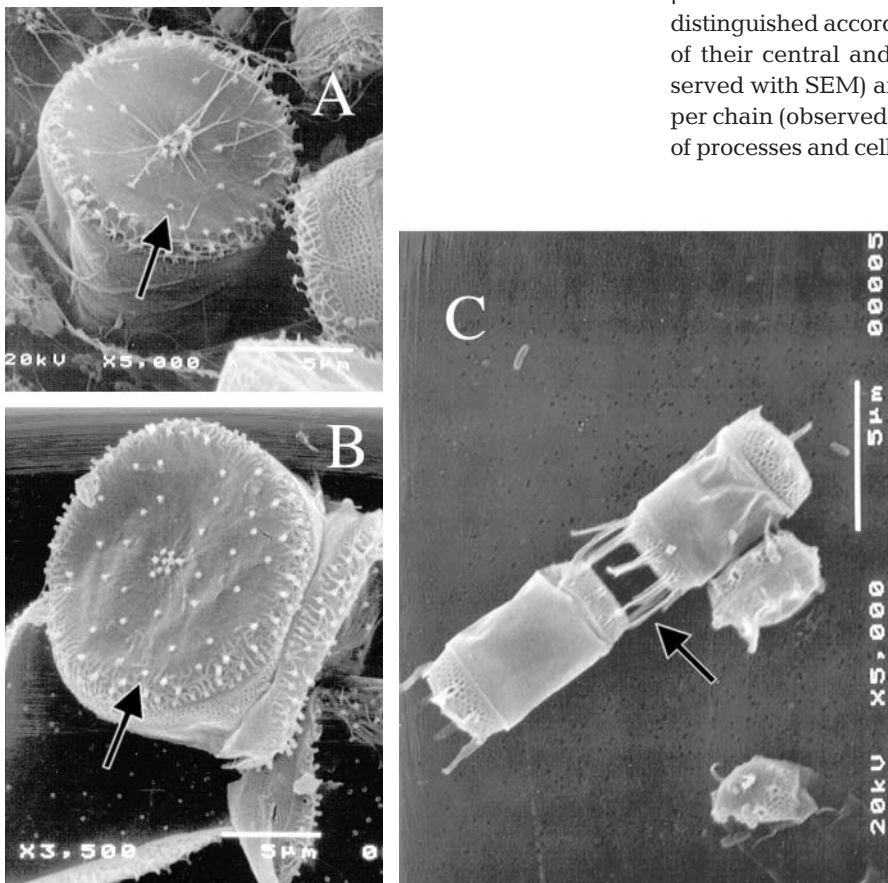 distinguished accord
of their central and
served with SEM) a
per chain (observed
of processes and cell
A
20kV X5,000 5µm
B
X3,500 5µm
C
20kV X5,000 5µm 00005